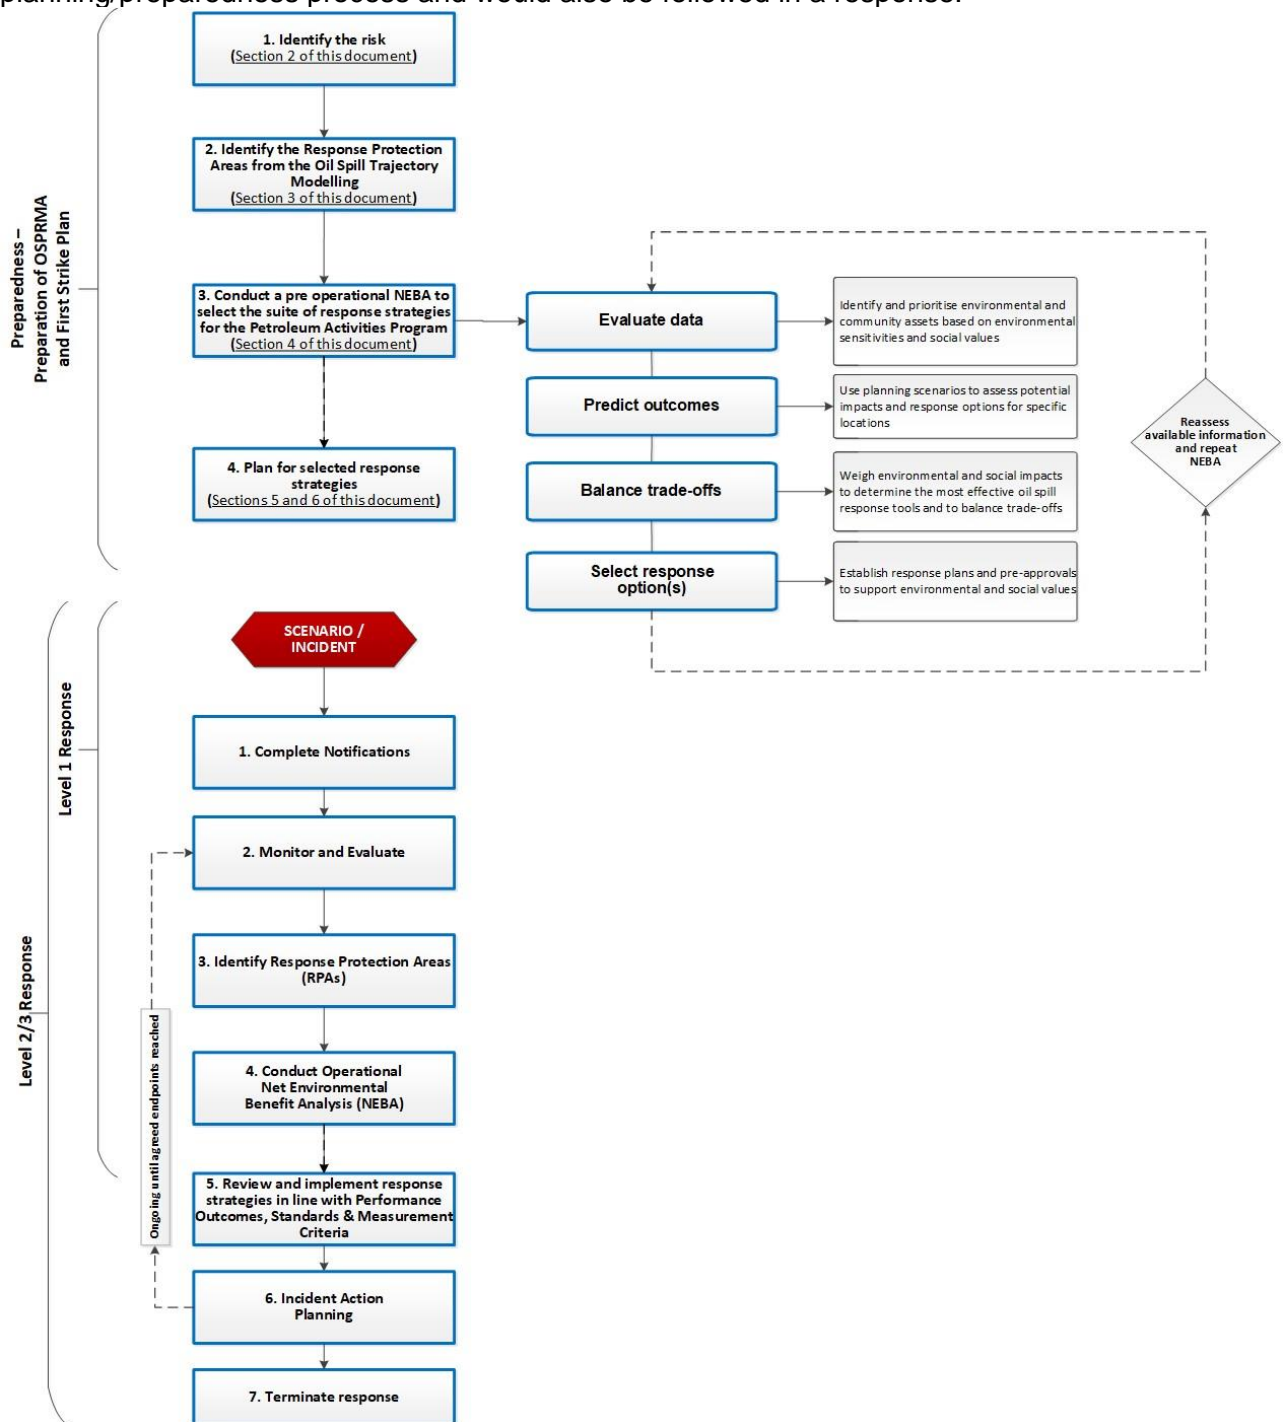 planning/preparedness process and would also be followed in a response.
1. Identify the risk
(Section 2 of this document)
2. Identify the Response Protection
Areas from the Oil Spill Trajectory
Modelling
(Section 3 of this document)
Preparedness –
Preparation of OSPRMA
and First Strike Plan
3. Conduct a pre operational NEBA to
select the suite of response strategies
for the Petroleum Activities Program
(Section 4 of this document)
4. Plan for selected response
strategies
(Sections 5 and 6 of this document)
Evaluate data
Identify and prioritise environmental and
community assets based on environmental
sensitivities and social values
Predict outcomes
Use planning scenarios to assess potential
impacts and response options for specific
locations
Balance trade-offs
Weigh environmental and social impacts
to determine the most effective oil spill
response tools and to balance trade-offs
Select response
option(s)
Establish response plans and pre-approvals
to support environmental and social values
Reassess
available information
and repeat
NEBA
SCENARIO /
INCIDENT
Level 1 Response
1. Complete Notifications
2. Monitor and Evaluate
3. Identify Response Protection Areas
(RPAs)
Level 2/3 Response
Ongoing until agreed endpoints reached
4. Conduct Operational
Net Environmental
Benefit Analysis (NEBA)
5. Review and implement response
strategies in line with Performance
Outcomes, Standards & Measurement
Criteria
6. Incident Action
Planning
7. Terminate response